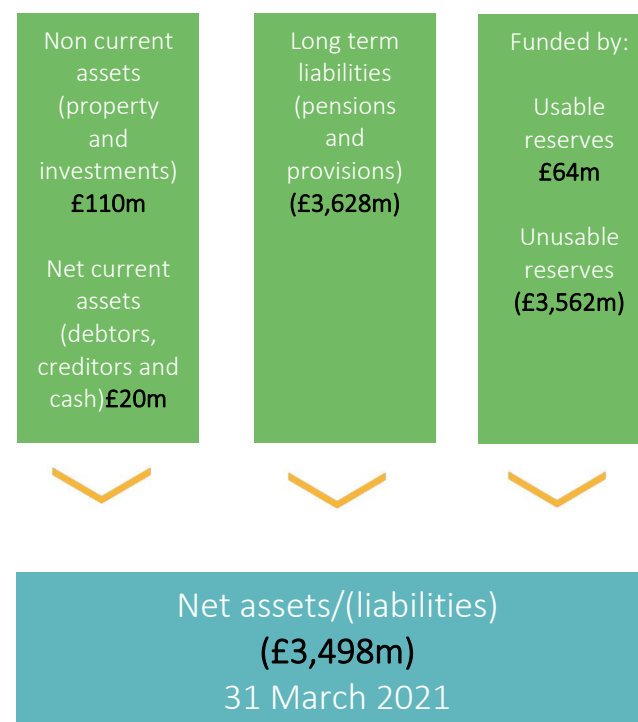 Non current
assets
(property
and
investments)
£110m
Net current
assets
(debtors,
creditors and
cash)£20m
Long term
liabilities
(pensions
and
provisions)
(£3,628m)
Funded by:
Usable
reserves
£64m
Unusable
reserves
(£3,562m)
Net assets/(liabilities)
(£3,498m)
31 March 2021